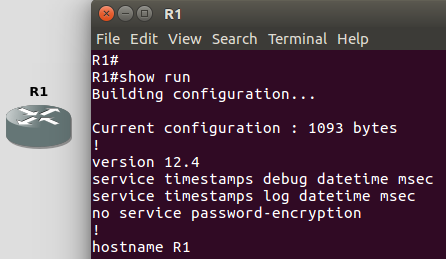 R1
File Edit View Search Terminal Help
R1
R1#
R1#show run
Building configuration...
Current configuration : 1093 bytes
!
version 12.4
service timestamps debug datetime msec
service timestamps log datetime msec
no service password-encryption
!
hostname R1